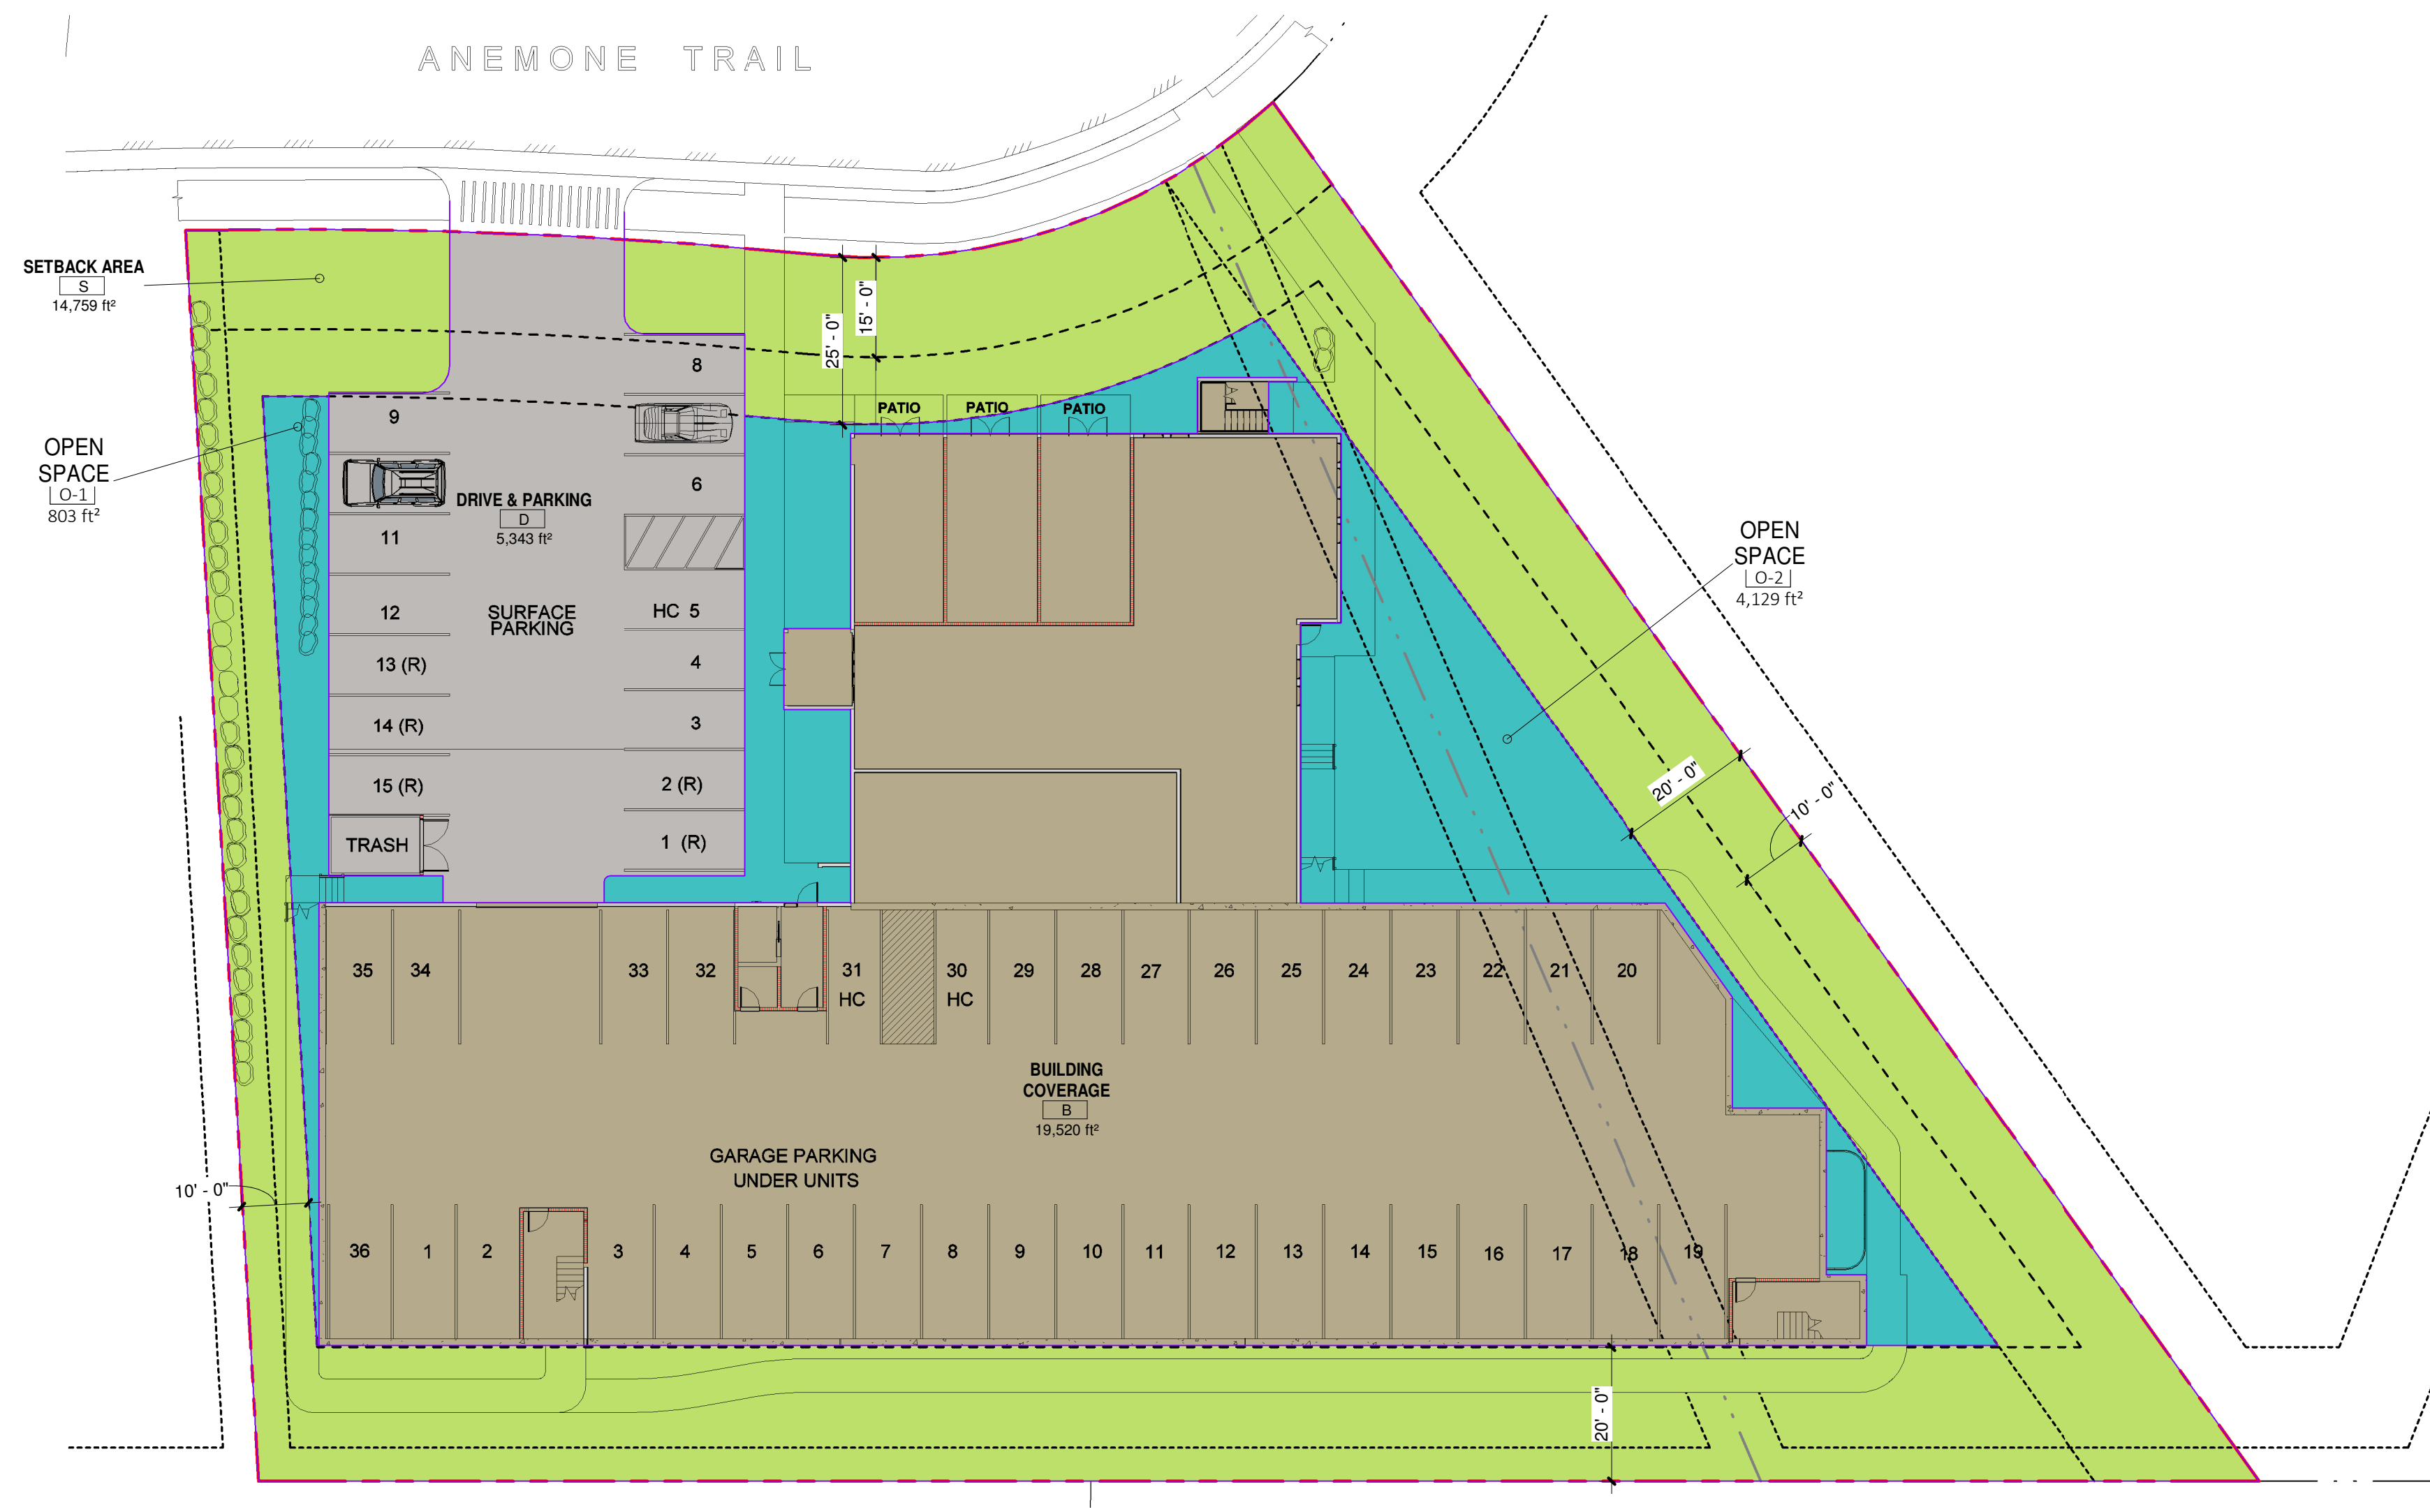 ANEMONE TRAIL
SETBACK AREA
S
14,759 ft²
OPEN
SPACE
O-1
803 ft²
25' - 0"
15' - 0"
8
9
PATIO
PATIO
PATIO
6
DRIVE & PARKING
D
5,343 ft²
11
12
SURFACE
PARKING
HC 5
13 (R)
4
14 (R)
3
15 (R)
2 (R)
TRASH
1 (R)
OPEN
SPACE
O-2
4,129 ft²
20' - 0"
10' - 0"
35
34
33
32
31
HC
30
HC
29
28
27
26
25
24
23
22
21
20
BUILDING
COVERAGE
B
19,520 ft²
GARAGE PARKING
UNDER UNITS
10' - 0"
36
1
2
3
4
5
6
7
8
9
10
11
12
13
14
15
16
17
18
19
20' - 0"